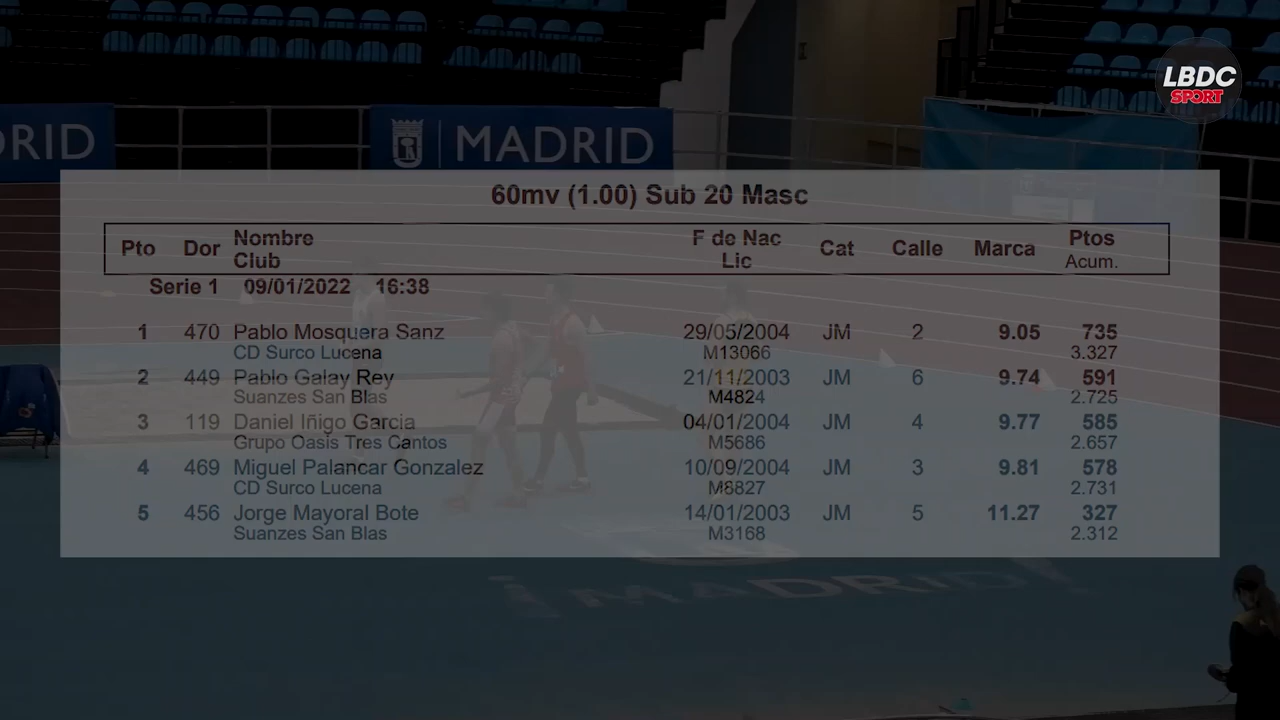 LBDC
SPORT
DRID
MADRID
60mv (1.00) Sub 20 Masc
Pto Dor Nombre Club F de Nac Lic Cat Calle Marca Ptos Acum.
Serie 1 09/01/2022 16:38
1 470 Pablo Mosquera Sanz 29/05/2004 JM 2 9.05 735
CD Surco Lucena M13066 3.327
2 449 Pablo Galay Rey 21/11/2003 JM 6 9.74 591
Suanzes San Blas M4824 2.725
3 119 Daniel Iñigo Garcia 04/01/2004 JM 4 9.77 585
Grupo Oasis Tres Cantos M5686 2.657
4 469 Miguel Palancar Gonzalez 10/09/2004 JM 3 9.81 578
CD Surco Lucena M8827 2.731
5 456 Jorge Mayoral Bote 14/01/2003 JM 5 11.27 327
Suanzes San Blas M3168 2.312
¡MADRID!